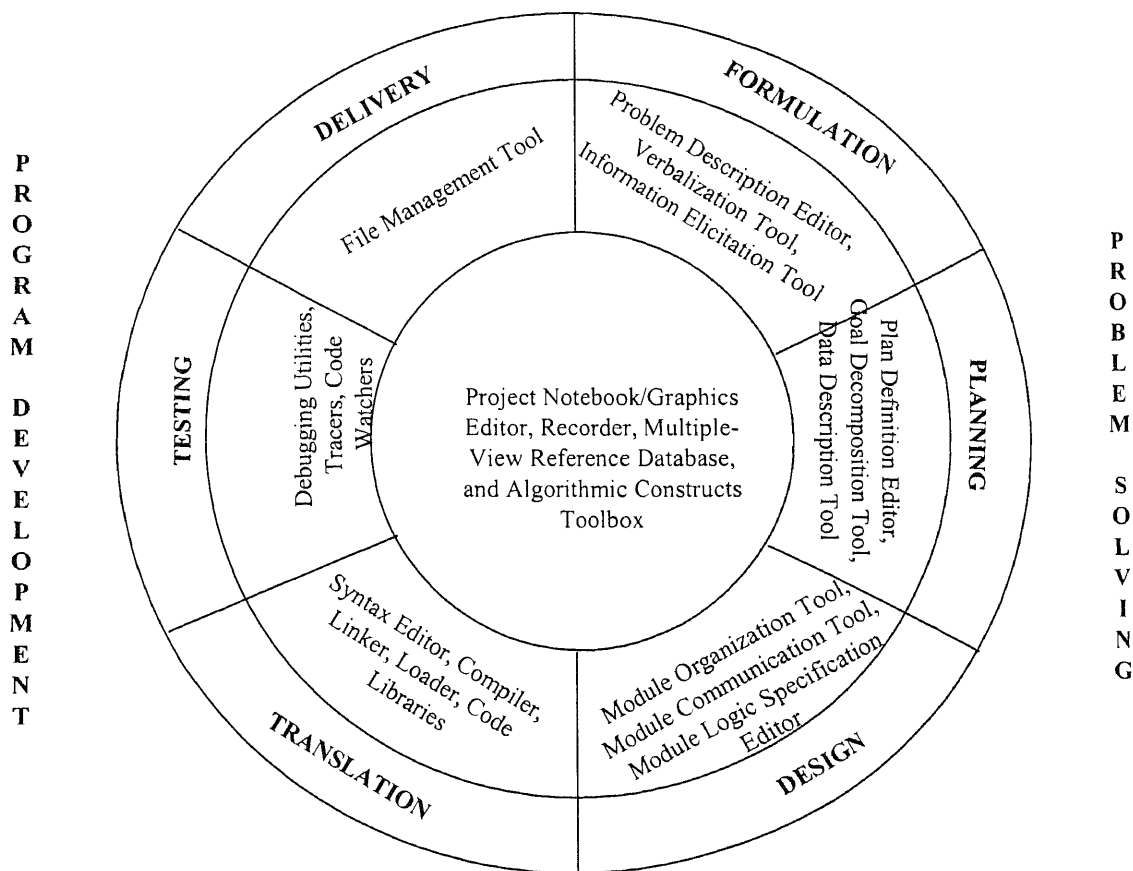 PROGRAM DEVELOPMENT
DELIVERY
File Management Tool
FORMULATION
Problem Description Editor,
Verbalization Tool,
Information Elicitation Tool
PLANNING
Plan Definition Editor,
Goal Decomposition Tool,
Data Description Tool
DESIGN
Module Organization Tool,
Module Communication Tool,
Module Logic Specification
Editor
TRANSLATION
Syntax Editor, Compiler,
Linker, Loader, Code
Libraries
TESTING
Debugging Utilities,
Tracers, Code
Watchers
Project Notebook/Graphics
Editor, Recorder, Multiple-
View Reference Database,
and Algorithmic Constructs
Toolbox
PROBLEM SOLVING